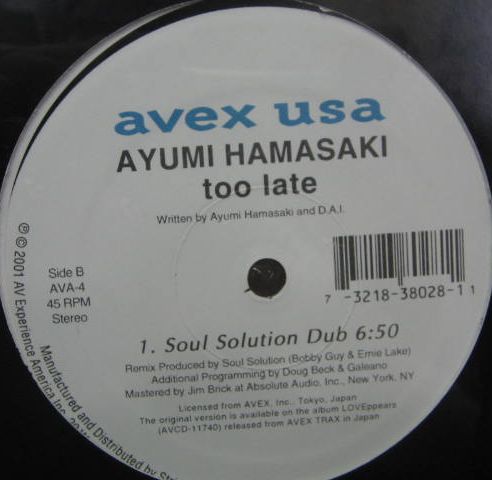 avex usa
AYUMI HAMASAKI
too late
Written by Ayumi Hamasaki and D.A.I.
Side B
AVA-4
45 RPM
Stereo
7 -3218-38028-1 1
1. Soul Solution Dub 6:50
Remix Produced by Soul Solution (Bobby Guy & Ernie Lake)
Additional Programming by Doug Beck & Galeano
Mastered by Jim Brick at Absolute Audio, Inc., New York, NY
Licensed from AVEX, Inc., Tokyo, Japan
The original version is available on the album LOVEppears
(AVCD-11740) released from AVEX TRAX in Japan
℗ © 2001 AV Experience America Inc.
Manufactured and Distributed by